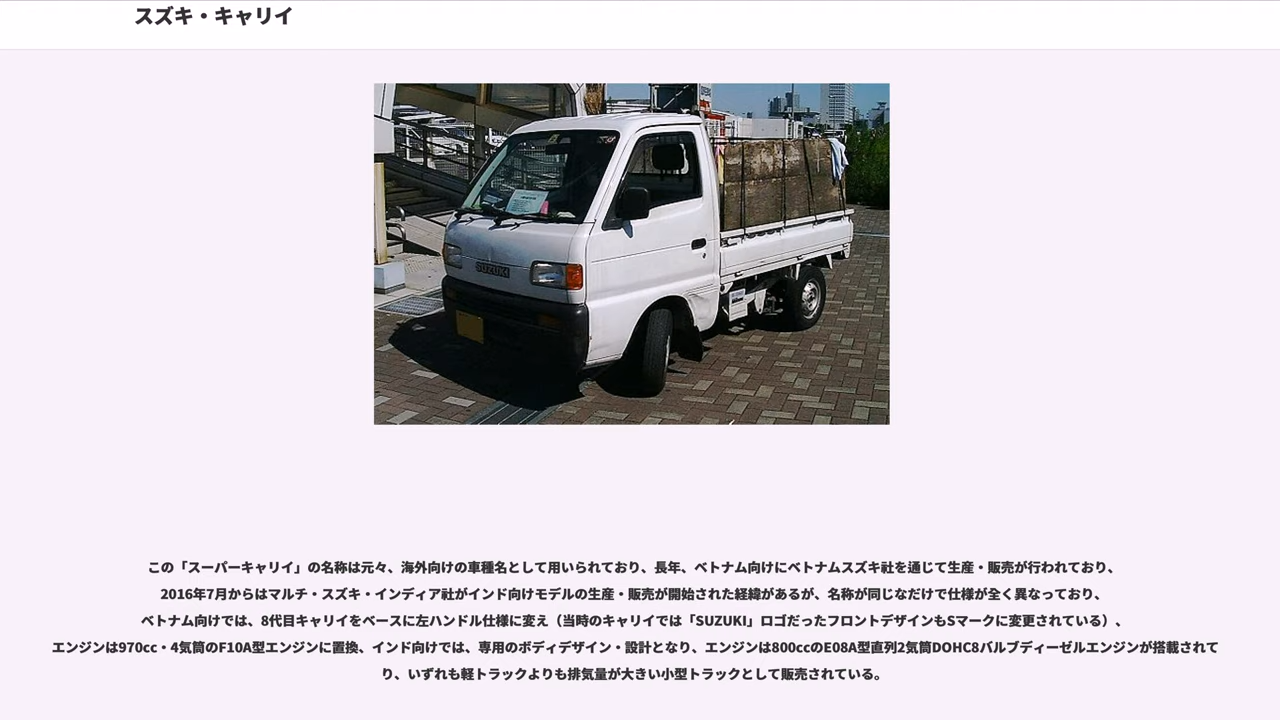 スズキ・キャリイ
SUZUKI
この「スーパーキャリイ」の名称は元々、海外向けの車種名として用いられており、長年、ベトナム向けにベトナムスズキ社を通じて生産・販売が行われており、
2016年7月からはマルチ・スズキ・インディア社がインド向けモデルの生産・販売が開始された経緯があるが、名称が同じなだけで仕様が全く異なっており、
ベトナム向けでは、8代目キャリイをベースに左ハンドル仕様に変え（当時のキャリイでは「SUZUKI」ロゴだったフロントデザインもSマークに変更されている）、
エンジンは970cc・4気筒のF10A型エンジンに置換、インド向けでは、専用のボディデザイン・設計となり、エンジンは800ccのE08A型直列2気筒DOHC8バルブディーゼルエンジンが搭載されて
り、いずれも軽トラックよりも排気量が大きい小型トラックとして販売されている。